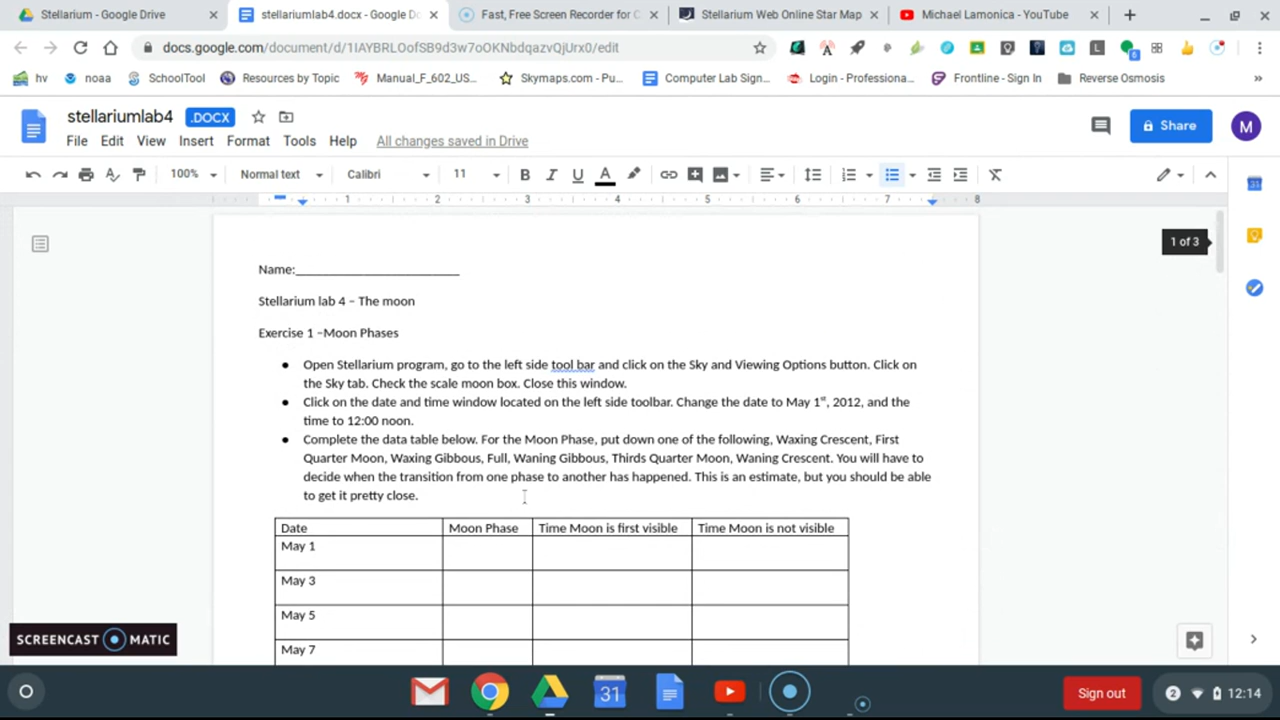 Stellarium - Google Drive
stellariumlab4.docx - Google Do
Fast, Free Screen Recorder for C
Stellarium Web Online Star Map
Michael Lamonica - YouTube
docs.google.com/document/d/1IAYBRLOofSB9d3w7oOKNbdqazvQjUrx0/edit
hv
noaa
SchoolTool
Resources by Topic
Manual_F_602_US...
Skymaps.com - Pu...
Computer Lab Sign...
Login - Professiona...
Frontline - Sign In
Reverse Osmosis
stellariumlab4 .DOCX
File Edit View Insert Format Tools Help All changes saved in Drive
Share
M
100% Normal text Calibri 11
1 2 3 4 5 6 7 8
1 of 3
Name:________________________
Stellarium lab 4 – The moon
Exercise 1 –Moon Phases
● Open Stellarium program, go to the left side tool bar and click on the Sky and Viewing Options button. Click on
the Sky tab. Check the scale moon box. Close this window.
● Click on the date and time window located on the left side toolbar. Change the date to May 1st, 2012, and the
time to 12:00 noon.
● Complete the data table below. For the Moon Phase, put down one of the following, Waxing Crescent, First
Quarter Moon, Waxing Gibbous, Full, Waning Gibbous, Thirds Quarter Moon, Waning Crescent. You will have to
decide when the transition from one phase to another has happened. This is an estimate, but you should be able
to get it pretty close.
Date Moon Phase Time Moon is first visible Time Moon is not visible
May 1
May 3
May 5
May 7
SCREENCAST MATIC
31
Sign out
2
12:14